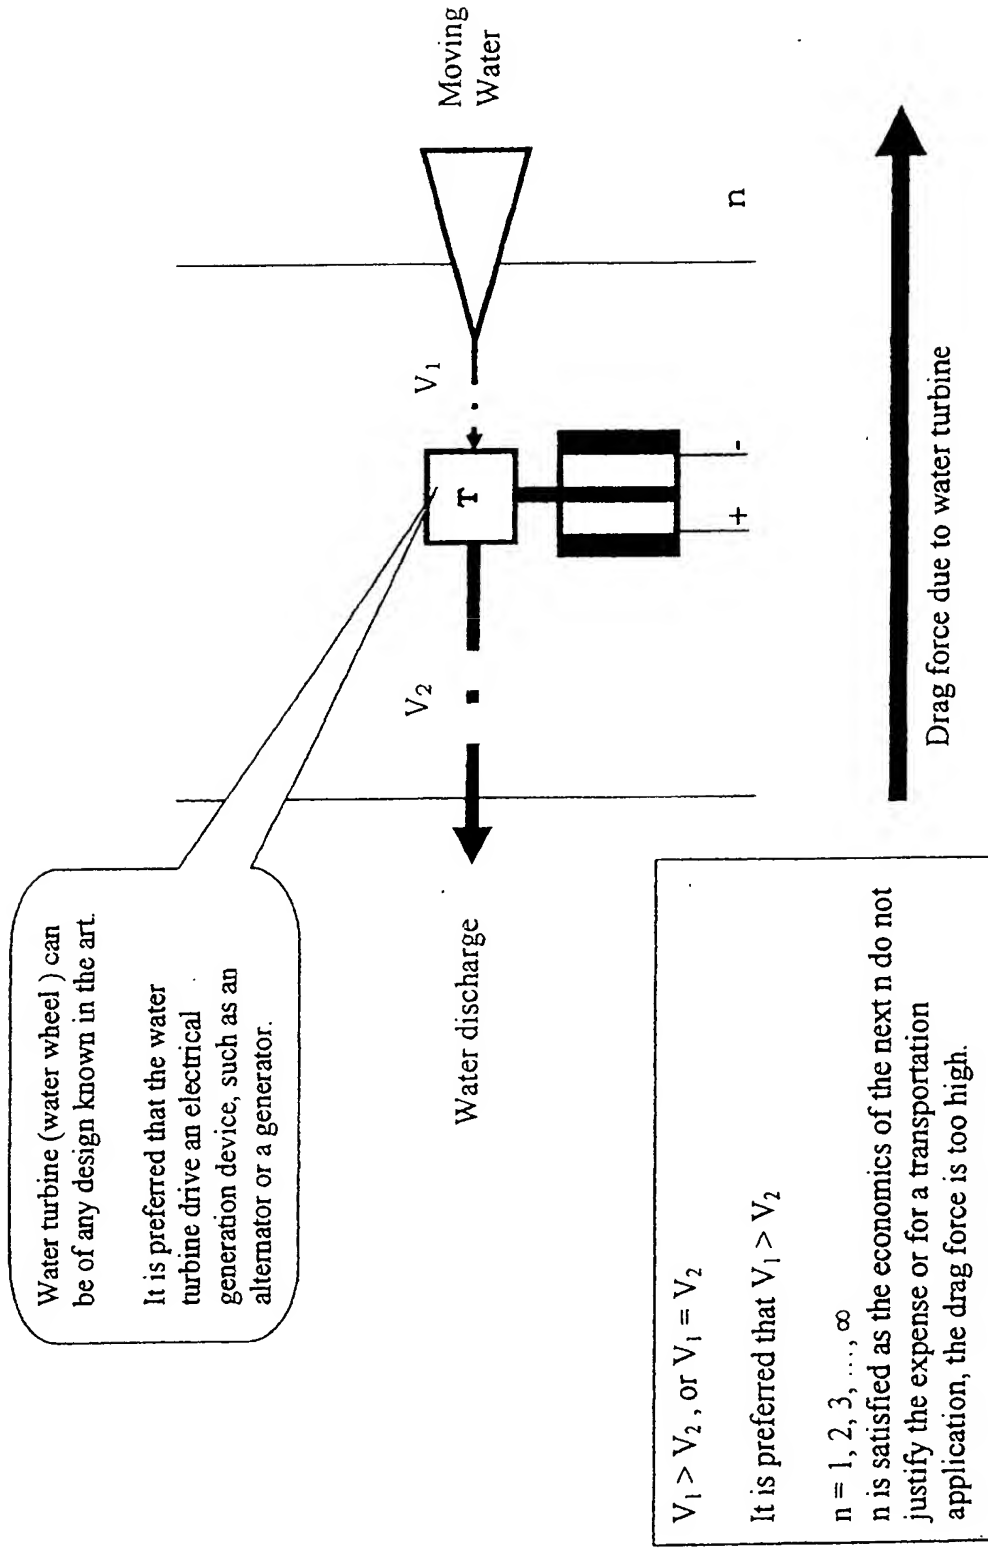 Water turbine (water wheel ) can
be of any design known in the art.
It is preferred that the water
turbine drive an electrical
generation device, such as an
alternator or a generator.
Moving
Water
V₁
V₂
T
n
+
-
Water discharge
Drag force due to water turbine
V₁ > V₂ , or V₁ = V₂
It is preferred that V₁ > V₂
n = 1, 2, 3, ..., ∞
n is satisfied as the economics of the next n do not
justify the expense or for a transportation
application, the drag force is too high.